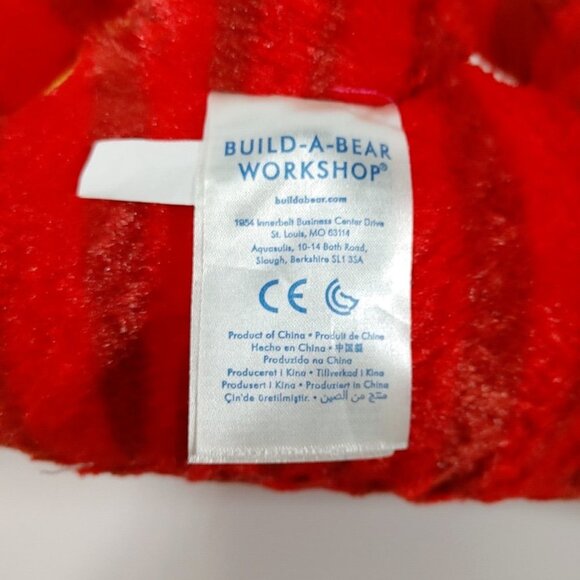 BUILD-A-BEAR
WORKSHOP®
buildabear.com
1954 Innerbelt Business Center Drive
St. Louis, MO 63114
Aquasulis, 10-14 Bath Road,
Slough, Berkshire SL1 3SA
CE
Product of China • Produit de Chine
Hecho en China • 中国製
Produzido na China
Produceret i Kina • Tillverkad i Kina
Produsert i Kina • Produziert in China
Çin'de üretilmiştir. • منتج من الصين